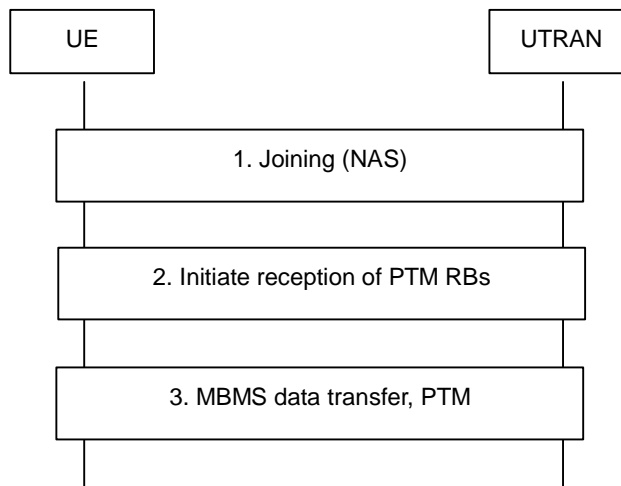 UE
UTRAN
1. Joining (NAS)
2. Initiate reception of PTM RBs
3. MBMS data transfer, PTM